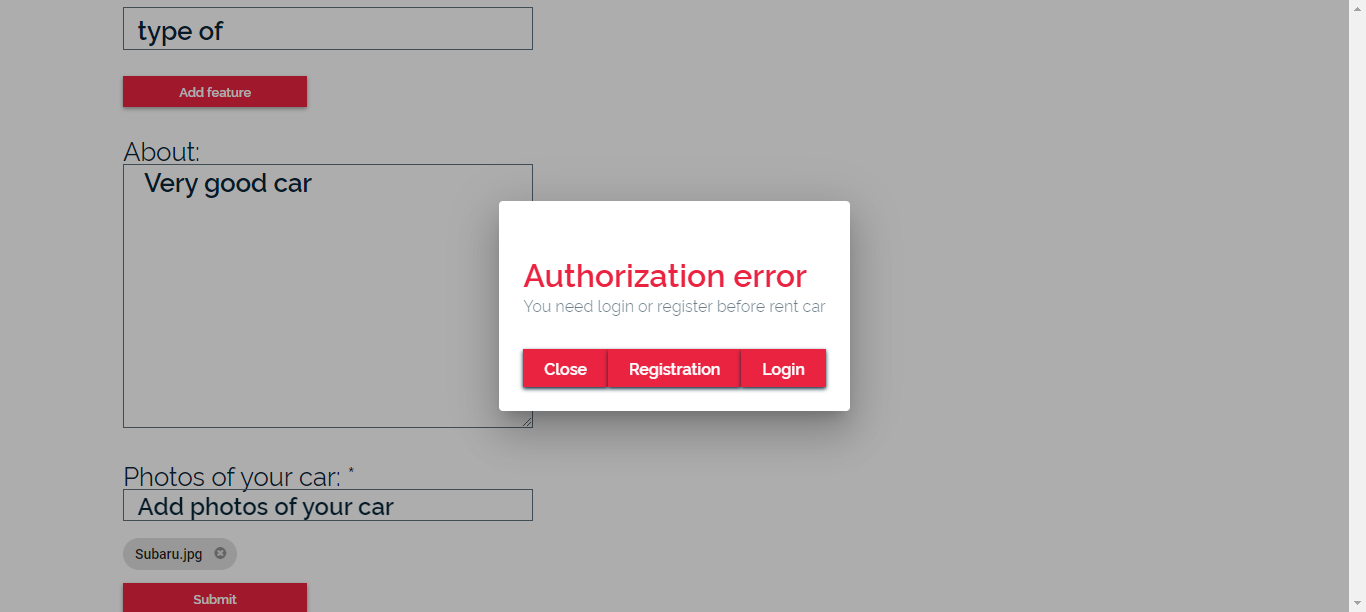 type of
Add feature
About:
Very good car
Authorization error
You need login or register before rent car
Close Registration Login
Photos of your car: *
Add photos of your car
Subaru.jpg
Submit